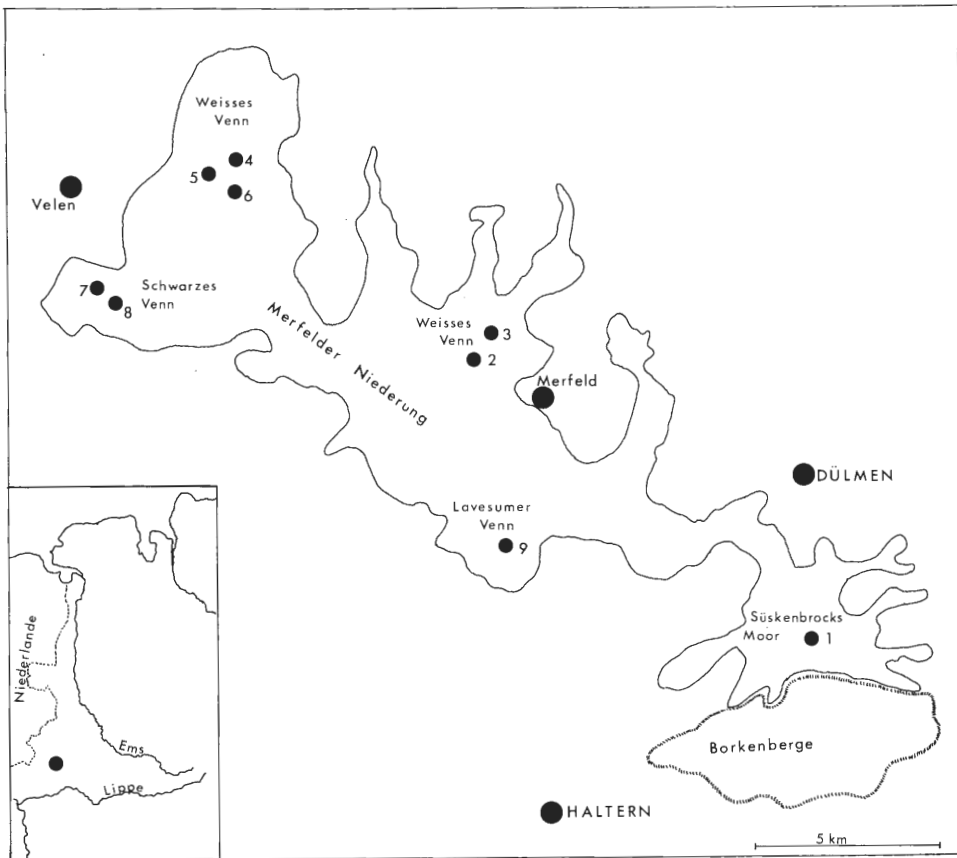 Weisses
Venn
4
5
6
Velen
7
8
Schwarzes
Venn
Merfelder Niederung
Weisses
Venn
3
2
Merfeld
DÜLMEN
Lavesumer
Venn
9
Süskenbrocks
Moor
1
Borkenberge
HALTERN
5 km
Niederlande
Ems
Lippe